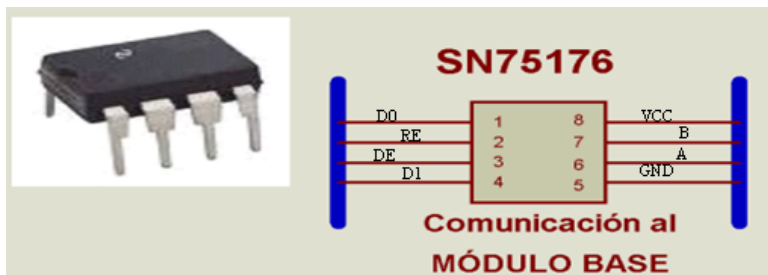 SN75176
D0 1 8 VCC
RE 2 7 B
DE 3 6 A
D1 4 5 GND
Comunicación al
MÓDULO BASE